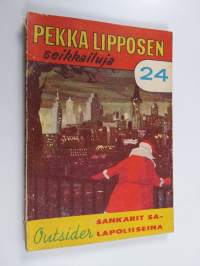 PEKKA LIPPOSEN
seikkailuja
24
SANKARIT SA-
Outsider LAPOLIISEINA